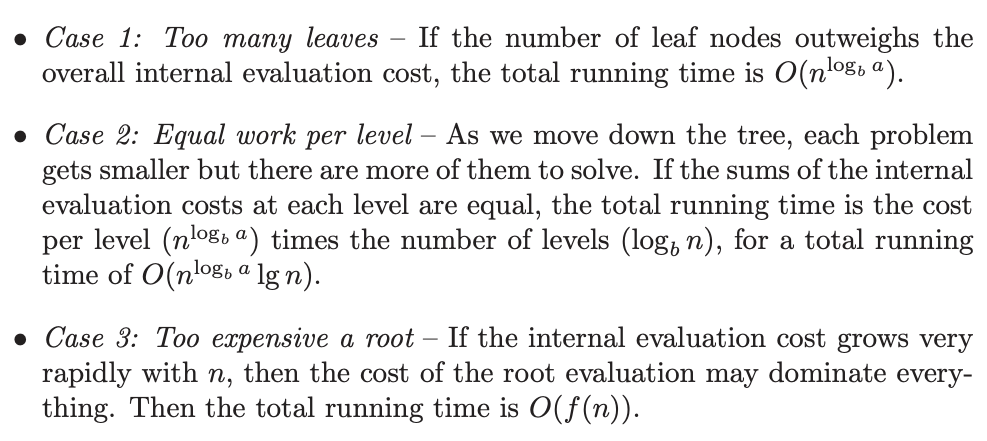 • Case 1: Too many leaves – If the number of leaf nodes outweighs the
overall internal evaluation cost, the total running time is O(n^{log_b a}).
• Case 2: Equal work per level – As we move down the tree, each problem
gets smaller but there are more of them to solve. If the sums of the internal
evaluation costs at each level are equal, the total running time is the cost
per level (n^{log_b a}) times the number of levels (log_b n), for a total running
time of O(n^{log_b a} lg n).
• Case 3: Too expensive a root – If the internal evaluation cost grows very
rapidly with n, then the cost of the root evaluation may dominate every-
thing. Then the total running time is O(f(n)).